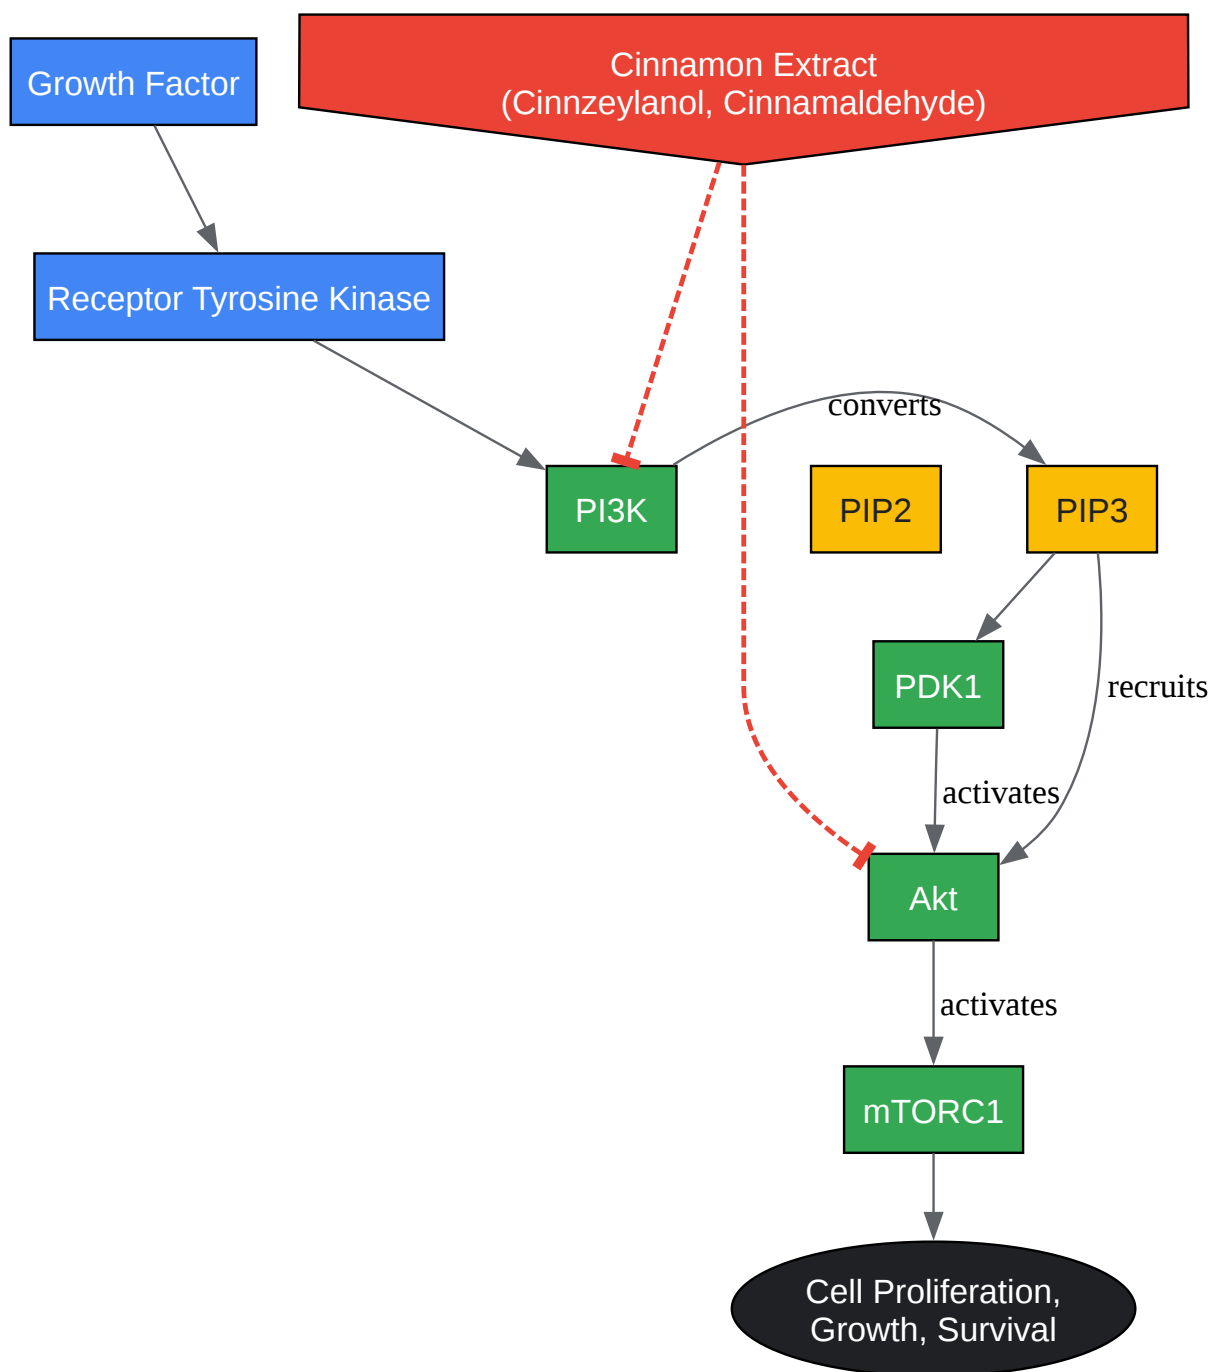 Growth Factor
Cinnamon Extract
(Cinnzeylanol, Cinnamaldehyde)
Receptor Tyrosine Kinase
converts
PI3K
PIP2
PIP3
PDK1
recruits
activates
Akt
activates
mTORC1
Cell Proliferation,
Growth, Survival